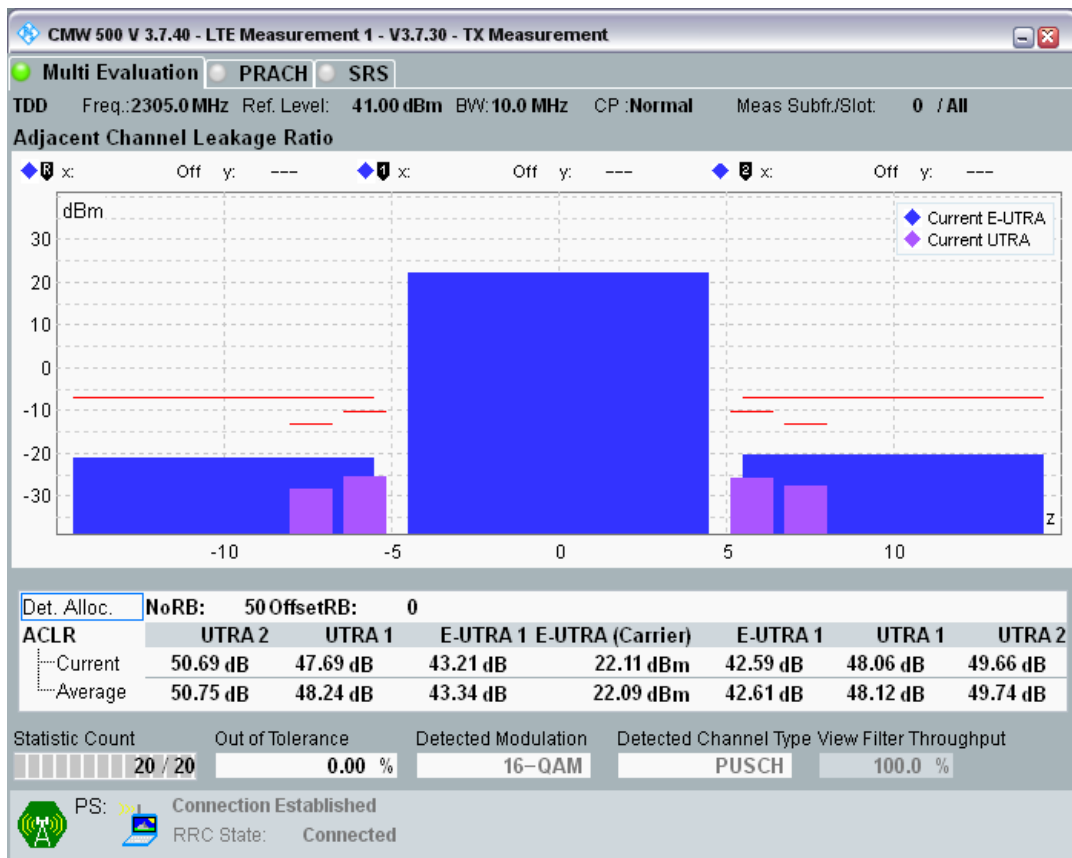 CMW 500 V 3.7.40 - LTE Measurement 1 - V3.7.30 - TX Measurement
Multi Evaluation PRACH SRS
TDD Freq.:2305.0 MHz Ref. Level: 41.00 dBm BW:10.0 MHz CP :Normal Meas Subfr./Slot: 0 / All
Adjacent Channel Leakage Ratio
R x: Off y: --- 1 x: Off y: --- 2 x: Off y: ---
dBm
Current E-UTRA
Current UTRA
30
20
10
0
-10
-20
-30
z
-10 -5 0 5 10
Det. Alloc. NoRB: 50 OffsetRB: 0
ACLR UTRA 2 UTRA 1 E-UTRA 1 E-UTRA (Carrier) E-UTRA 1 UTRA 1 UTRA 2
Current 50.69 dB 47.69 dB 43.21 dB 22.11 dBm 42.59 dB 48.06 dB 49.66 dB
Average 50.75 dB 48.24 dB 43.34 dB 22.09 dBm 42.61 dB 48.12 dB 49.74 dB
Statistic Count Out of Tolerance Detected Modulation Detected Channel Type View Filter Throughput
20 / 20 0.00 % 16-QAM PUSCH 100.0 %
PS: Connection Established
RRC State: Connected